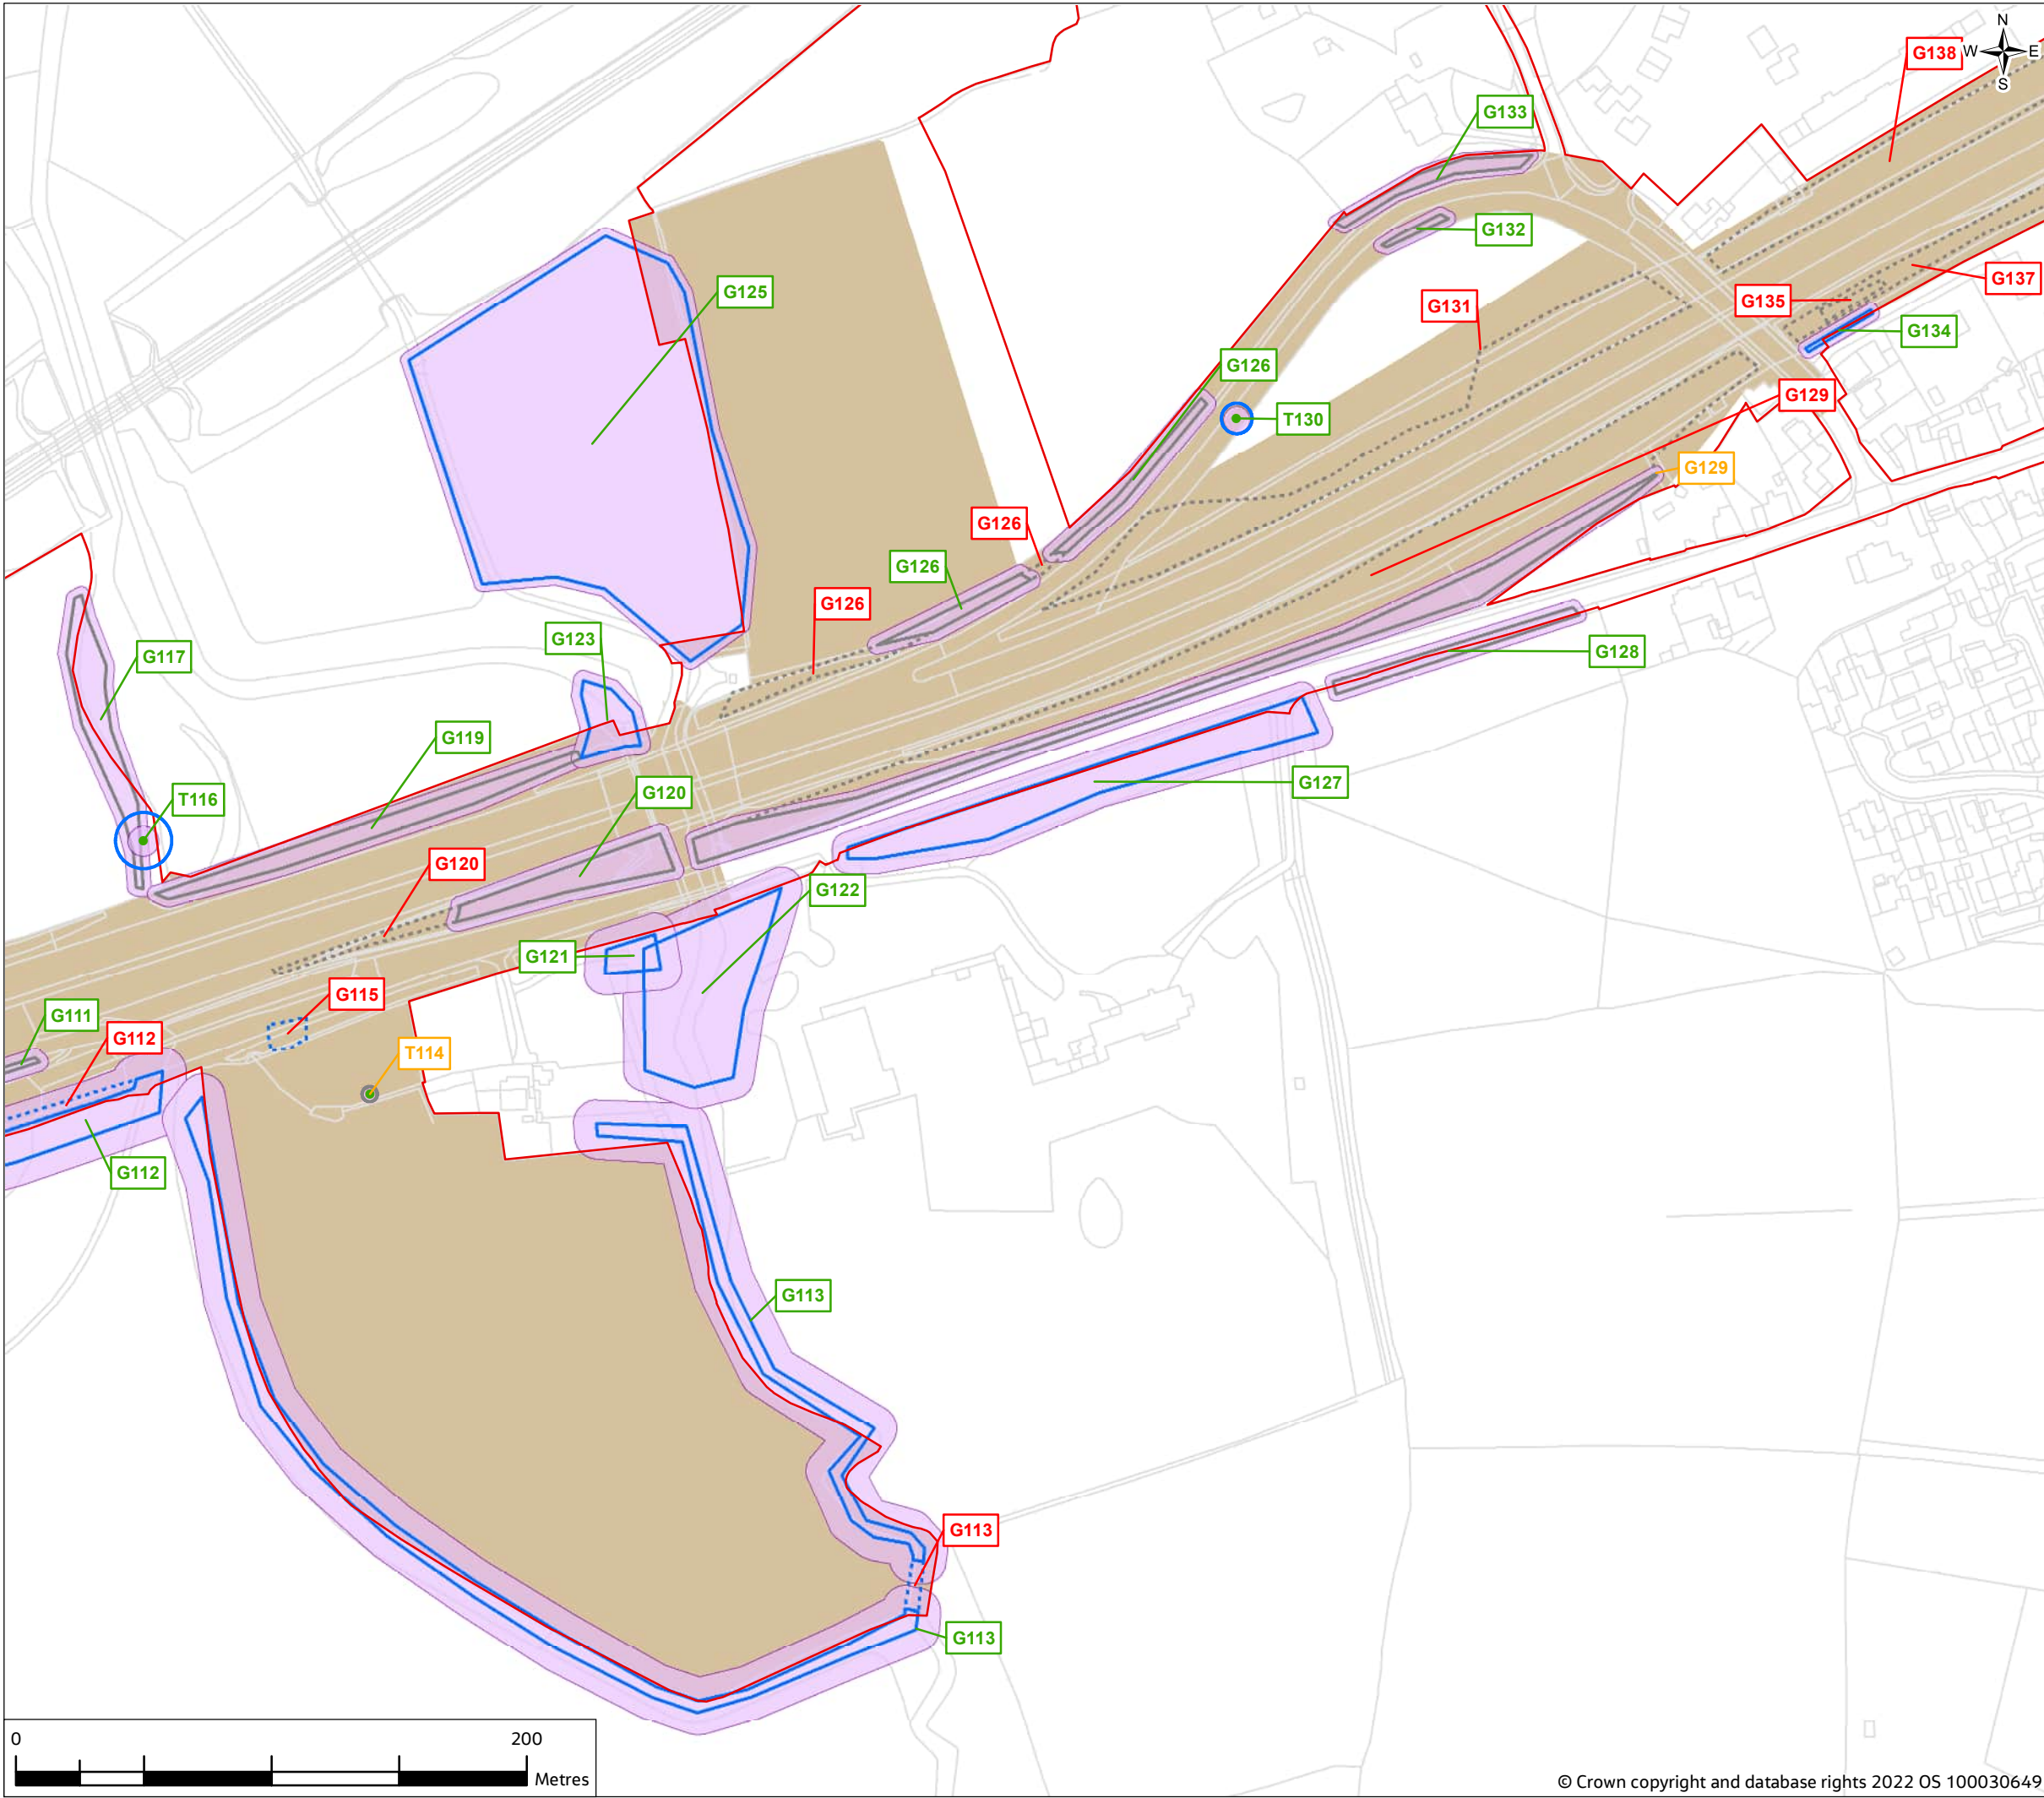 N
W
E
S
G138
G133
G132
G137
G135
G131
G134
G125
G126
G129
T130
G129
G126
G126
G126
G123
G128
G117
G119
G127
G120
T116
G120
G122
G121
G115
G111
G112
T114
G112
G113
G113
G113
0
200
Metres
© Crown copyright and database rights 2022 OS 100030649